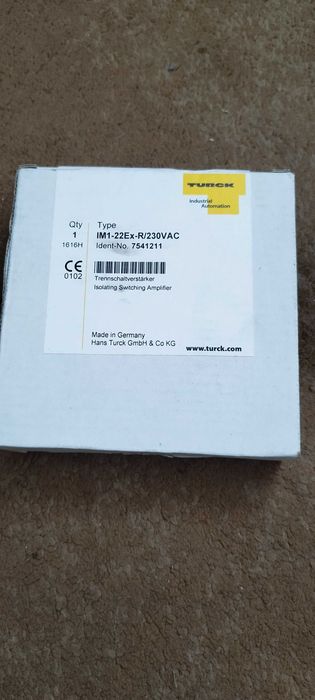 TURCK
Industrial
Automation
Qty Type
1 IM1-22Ex-R/230VAC
1616H Ident-No. 7541211
CE
0102
Trennschaltverstärker
Isolating Switching Amplifier
Made in Germany
Hans Turck GmbH & Co KG
www.turck.com